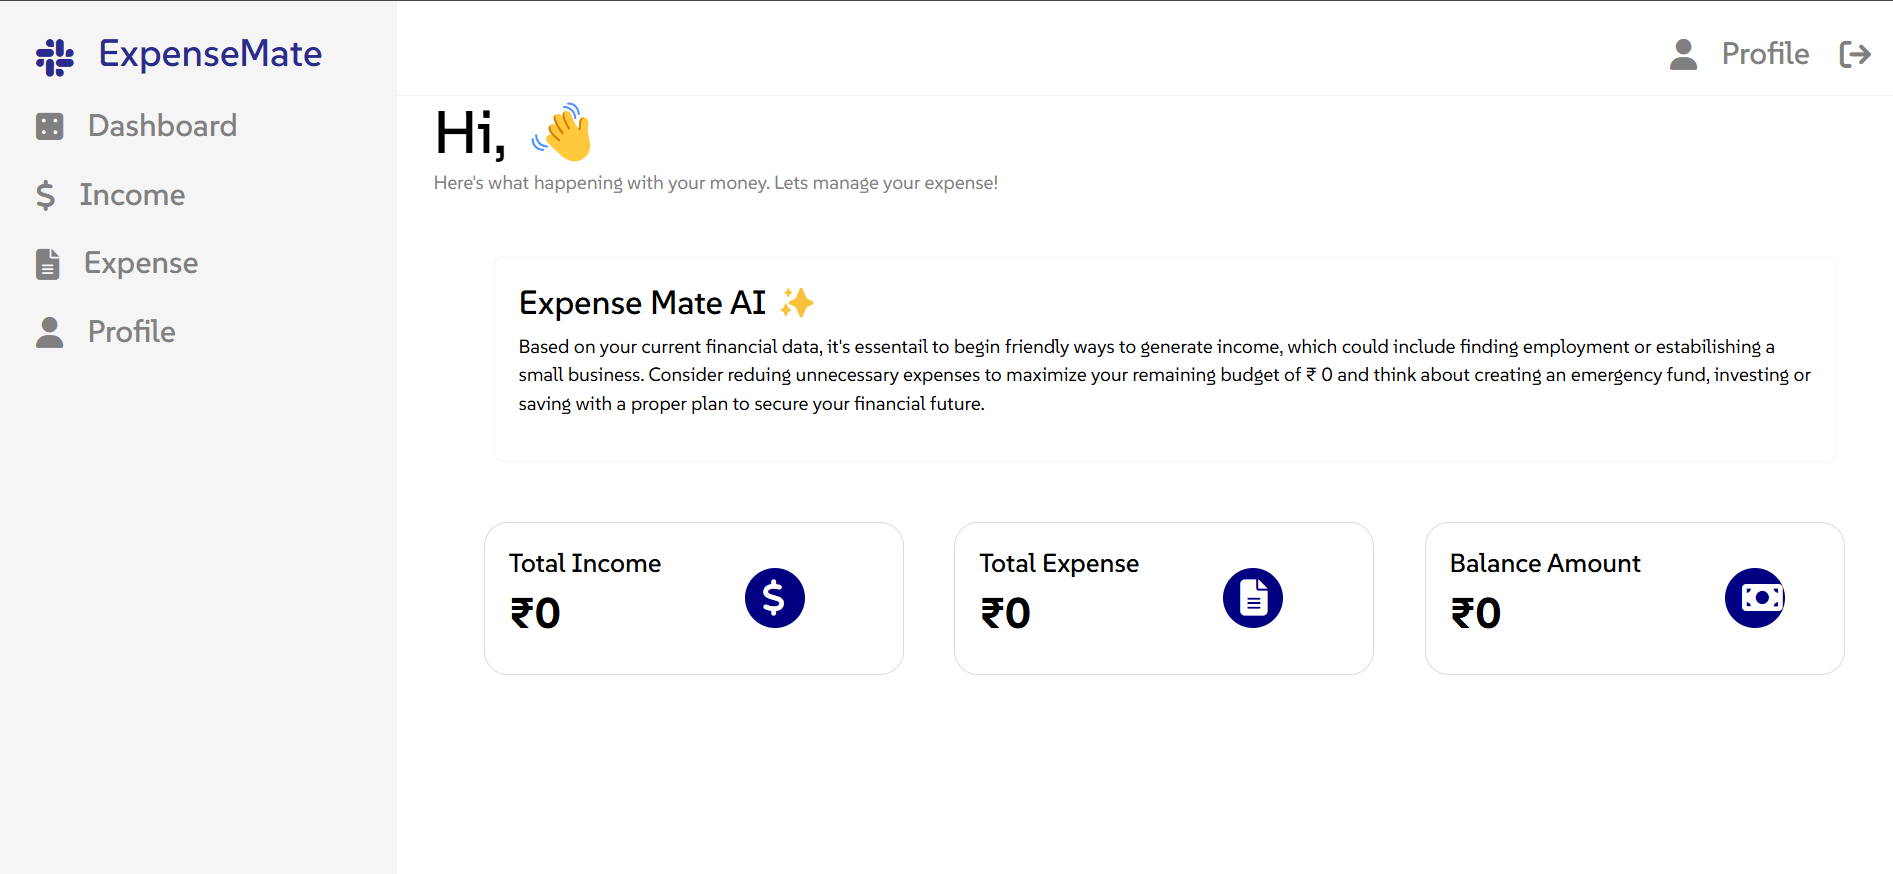 ExpenseMate
Dashboard
Income
Expense
Profile
Profile
Hi, 👋
Here's what happening with your money. Lets manage your expense!
Expense Mate AI ✨
Based on your current financial data, it's essentail to begin friendly ways to generate income, which could include finding employment or estabilishing a
small business. Consider reduing unnecessary expenses to maximize your remaining budget of ₹ 0 and think about creating an emergency fund, investing or
saving with a proper plan to secure your financial future.
Total Income
₹0
Total Expense
₹0
Balance Amount
₹0